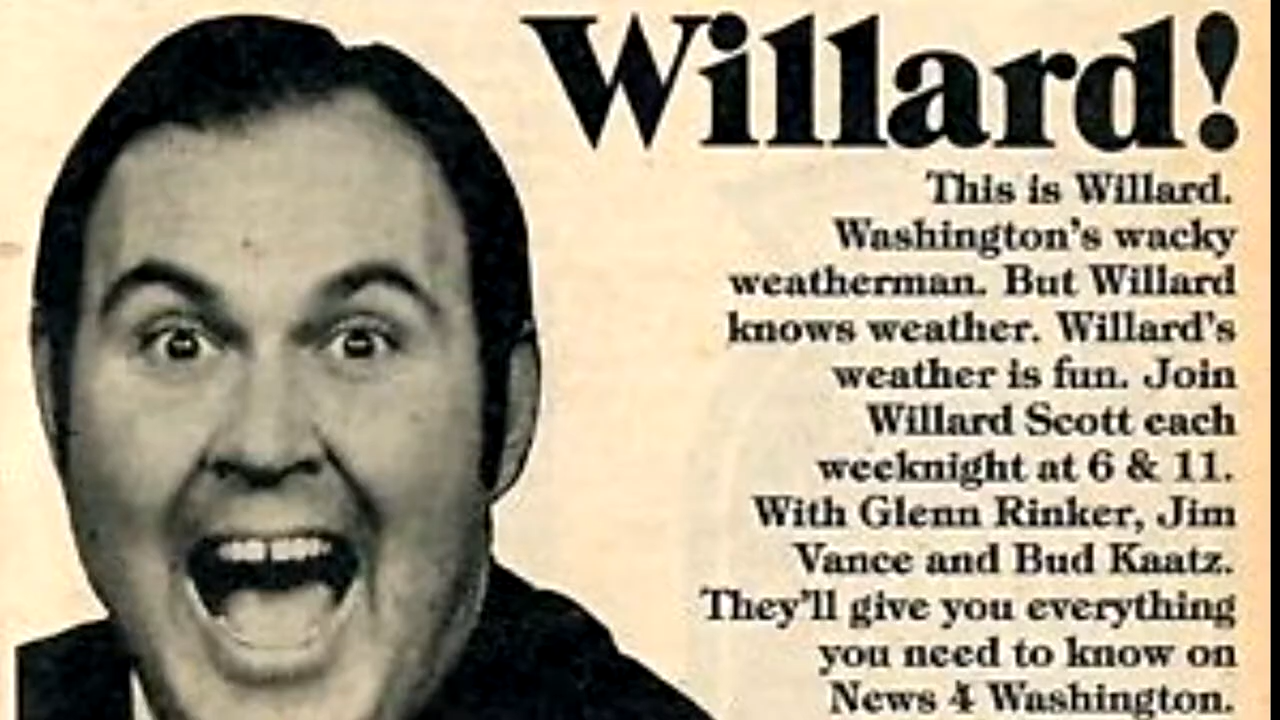 Willard!
This is Willard.
Washington's wacky
weatherman. But Willard
knows weather. Willard's
weather is fun. Join
Willard Scott each
weeknight at 6 & 11.
With Glenn Rinker, Jim
Vance and Bud Kaatz.
They'll give you everything
you need to know on
News 4 Washington.